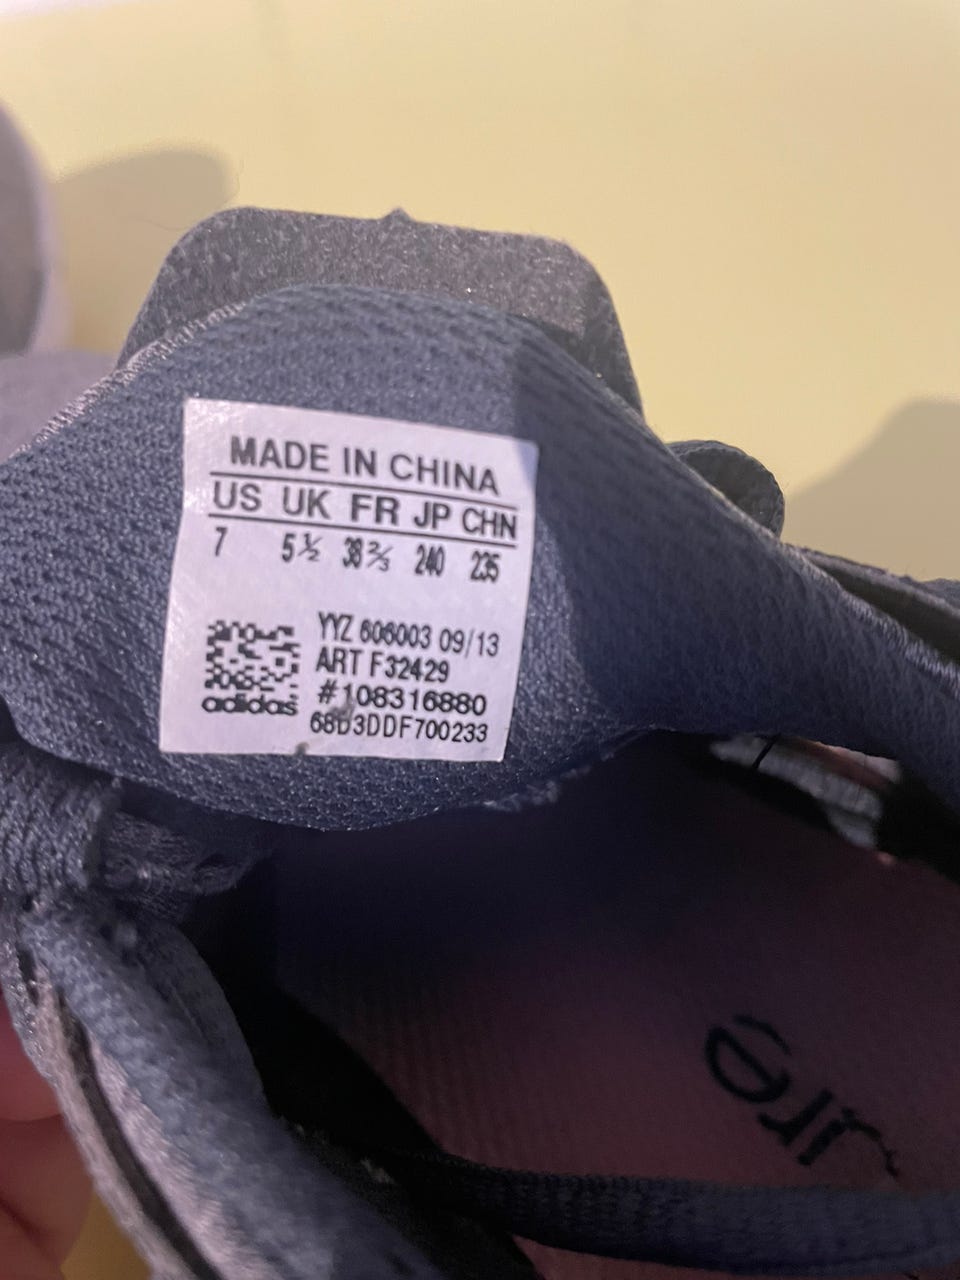 MADE IN CHINA
US UK FR JP CHN
7 5½ 38⅔ 240 235
YYZ 606003 09/13
ART F32429
#108316880
68D3DDF700233
adidas